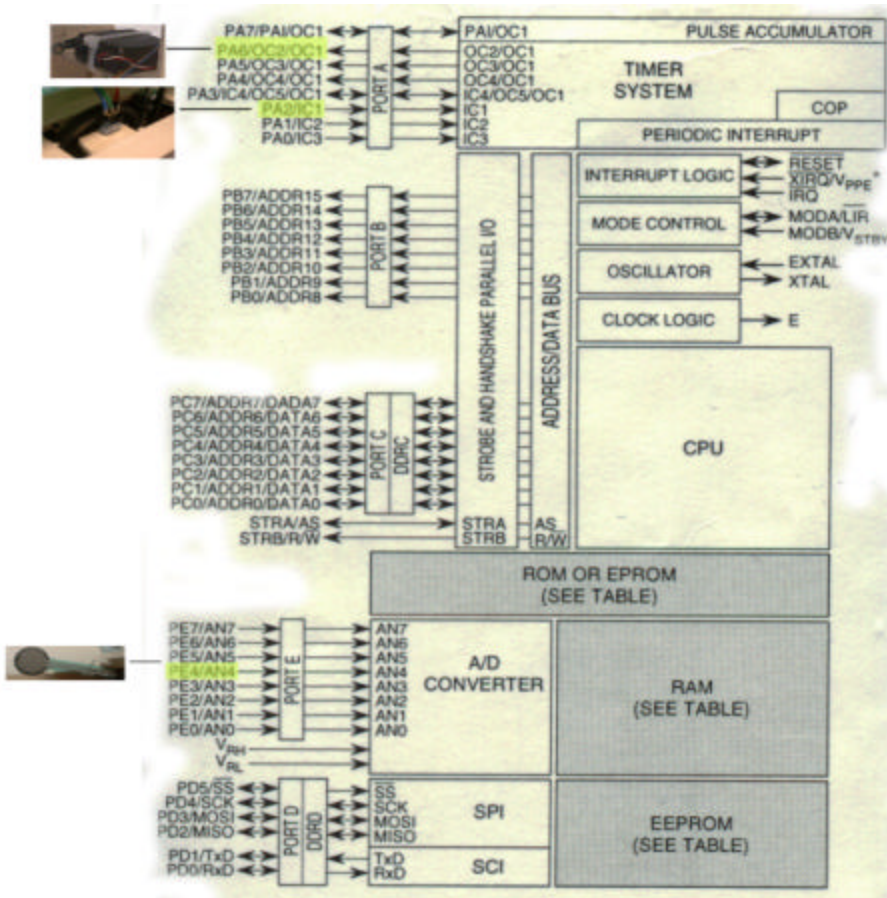 PA7/PAI/OC1 PAI/OC1 PULSE ACCUMULATOR
PA6/OC2/OC1 OC2/OC1
PA5/OC3/OC1 OC3/OC1
PA4/OC4/OC1 OC4/OC1
PA3/IC4/OC5/OC1 IC4/OC5/OC1
PA2/IC1 IC1
PA1/IC2 IC2
PA0/IC3 IC3
PORT A
TIMER
SYSTEM
COP
PERIODIC INTERRUPT
INTERRUPT LOGIC
RESET
XIRQ/VPPE*
IRQ
MODE CONTROL
MODA/LIR
MODB/VSTBY
OSCILLATOR
EXTAL
XTAL
CLOCK LOGIC
E
PB7/ADDR15
PB6/ADDR14
PB5/ADDR13
PB4/ADDR12
PB3/ADDR11
PB2/ADDR10
PB1/ADDR9
PB0/ADDR8
PORT B
STROBE AND HANDSHAKE PARALLEL I/O
ADDRESS/DATA BUS
CPU
PC7/ADDR7/DADA7
PC6/ADDR6/DATA6
PC5/ADDR5/DATA5
PC4/ADDR4/DATA4
PC3/ADDR3/DATA3
PC2/ADDR2/DATA2
PC1/ADDR1/DATA1
PC0/ADDR0/DATA0
PORT C
DDRC
STRA/AS STRA AS
STRB/R/W STRB R/W
ROM OR EPROM
(SEE TABLE)
PE7/AN7 AN7
PE6/AN6 AN6
PE5/AN5 AN5
PE4/AN4 AN4
PE3/AN3 AN3
PE2/AN2 AN2
PE1/AN1 AN1
PE0/AN0 AN0
PORT E
VRH
VRL
A/D
CONVERTER
RAM
(SEE TABLE)
PD5/SS SS
PD4/SCK SCK
PD3/MOSI MOSI
PD2/MISO MISO
PD1/TxD TxD
PD0/RxD RxD
PORT D
DDRD
SPI
SCI
EEPROM
(SEE TABLE)